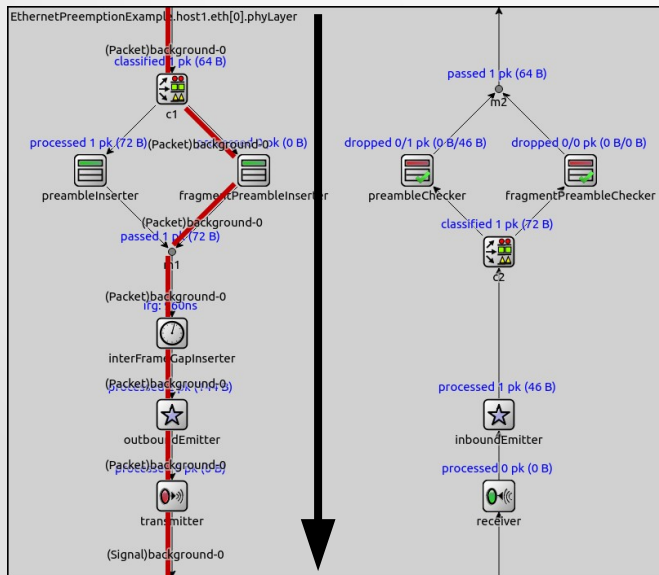 EthernetPreemptionExample.host1.eth[0].phyLayer
(Packet)background-0
classified 1 pk (64 B)
c1
processed 1 pk (72 B)
(Packet)background-0
pk (0 B)
preambleInserter
fragmentPreambleInserter
(Packet)background-0
passed 1 pk (72 B)
m1
(Packet)background-0
ifg: 960ns
interFrameGapInserter
(Packet)background-0
outboundEmitter
(Packet)background-0
transmitter
(Signal)background-0
passed 1 pk (64 B)
m2
dropped 0/1 pk (0 B/46 B)
dropped 0/0 pk (0 B/0 B)
preambleChecker
fragmentPreambleChecker
classified 1 pk (72 B)
c2
processed 1 pk (46 B)
inboundEmitter
processed 0 pk (0 B)
receiver